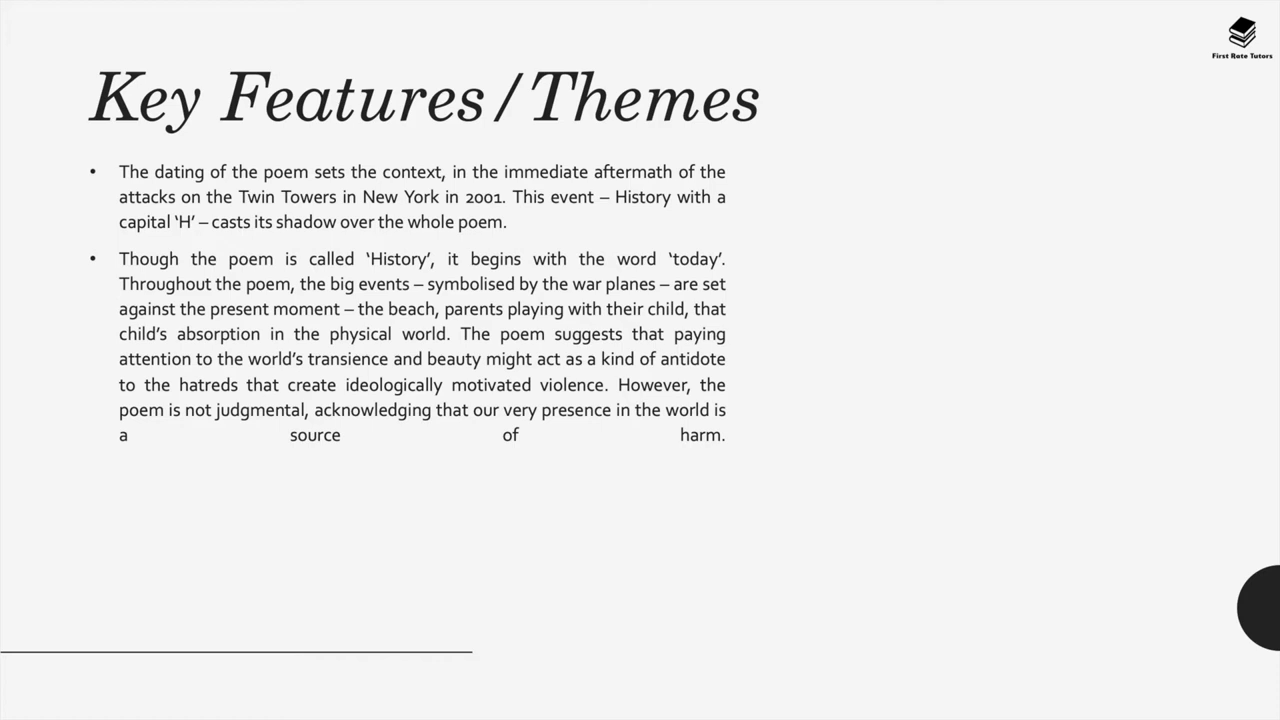 First Rate Tutors
Key Features/Themes
• The dating of the poem sets the context, in the immediate aftermath of the
attacks on the Twin Towers in New York in 2001. This event – History with a
capital ‘H’ – casts its shadow over the whole poem.
• Though the poem is called ‘History’, it begins with the word ‘today’.
Throughout the poem, the big events – symbolised by the war planes – are set
against the present moment – the beach, parents playing with their child, that
child’s absorption in the physical world. The poem suggests that paying
attention to the world’s transience and beauty might act as a kind of antidote
to the hatreds that create ideologically motivated violence. However, the
poem is not judgmental, acknowledging that our very presence in the world is
a source of harm.